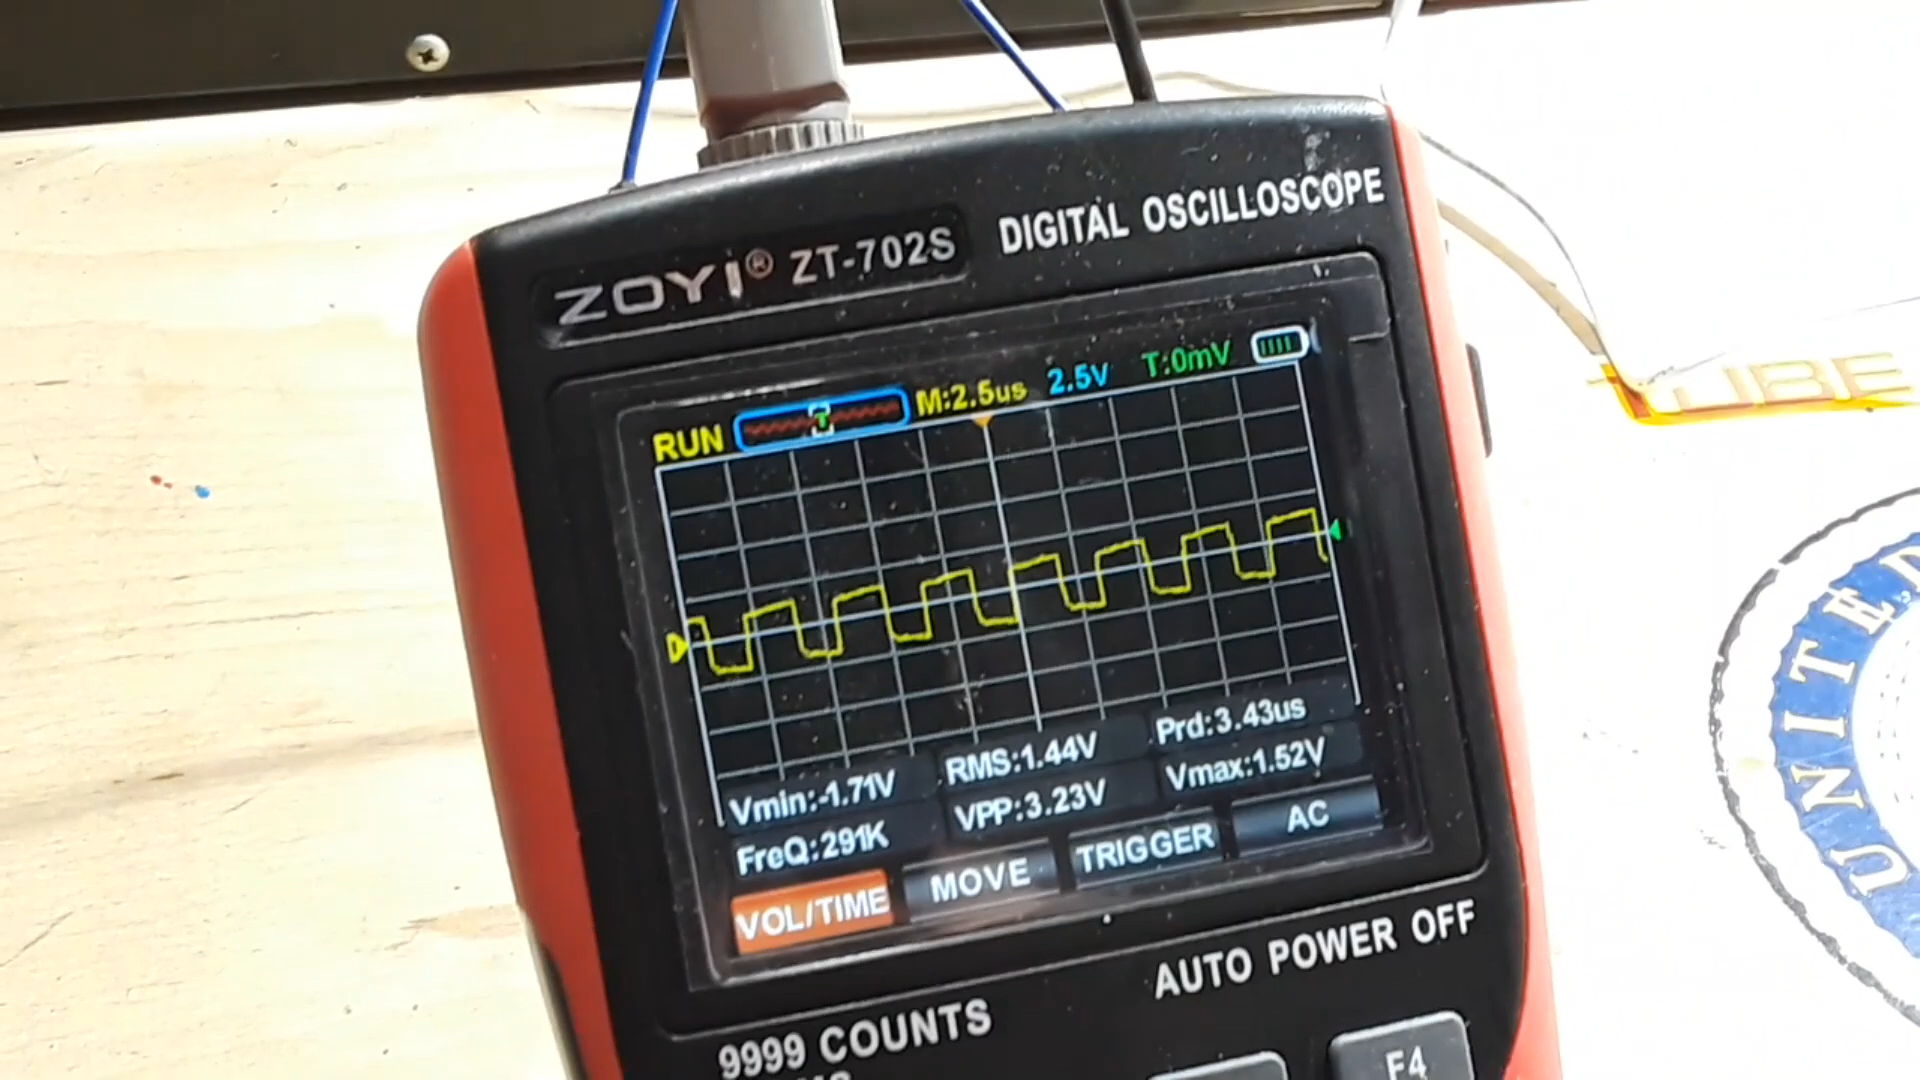 ZOYI® ZT-702S
DIGITAL OSCILLOSCOPE
RUN
T
M:2.5us
2.5V
T:0mV
Vmin:-1.71V
RMS:1.44V
Prd:3.43us
FreQ:291K
VPP:3.23V
Vmax:1.52V
VOL/TIME
MOVE
TRIGGER
AC
AUTO POWER OFF
9999 COUNTS
F4
UNITED